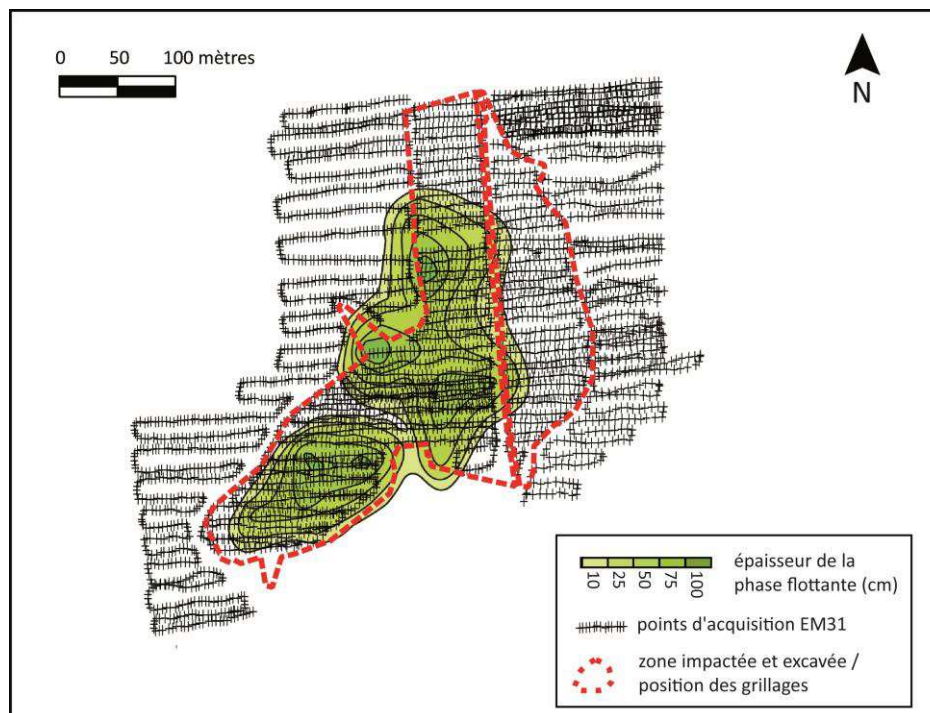 0 50 100 mètres
N
10 25 50 75 100
épaisseur de la
phase flottante (cm)
points d'acquisition EM31
zone impactée et excavée /
position des grillages